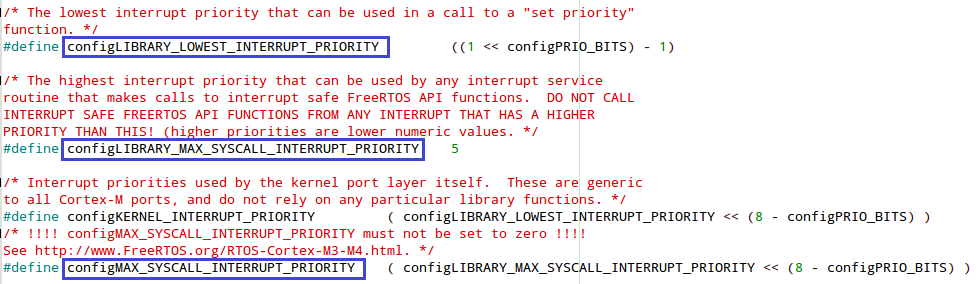 /* The lowest interrupt priority that can be used in a call to a "set priority"
function. */
#define configLIBRARY_LOWEST_INTERRUPT_PRIORITY ((1 << configPRIO_BITS) - 1)
/* The highest interrupt priority that can be used by any interrupt service
routine that makes calls to interrupt safe FreeRTOS API functions. DO NOT CALL
INTERRUPT SAFE FREERTOS API FUNCTIONS FROM ANY INTERRUPT THAT HAS A HIGHER
PRIORITY THAN THIS! (higher priorities are lower numeric values. */
#define configLIBRARY_MAX_SYSCALL_INTERRUPT_PRIORITY 5
/* Interrupt priorities used by the kernel port layer itself. These are generic
to all Cortex-M ports, and do not rely on any particular library functions. */
#define configKERNEL_INTERRUPT_PRIORITY ( configLIBRARY_LOWEST_INTERRUPT_PRIORITY << (8 - configPRIO_BITS) )
/* !!!! configMAX_SYSCALL_INTERRUPT_PRIORITY must not be set to zero !!!!
See http://www.FreeRTOS.org/RTOS-Cortex-M3-M4.html. */
#define configMAX_SYSCALL_INTERRUPT_PRIORITY ( configLIBRARY_MAX_SYSCALL_INTERRUPT_PRIORITY << (8 - configPRIO_BITS) )